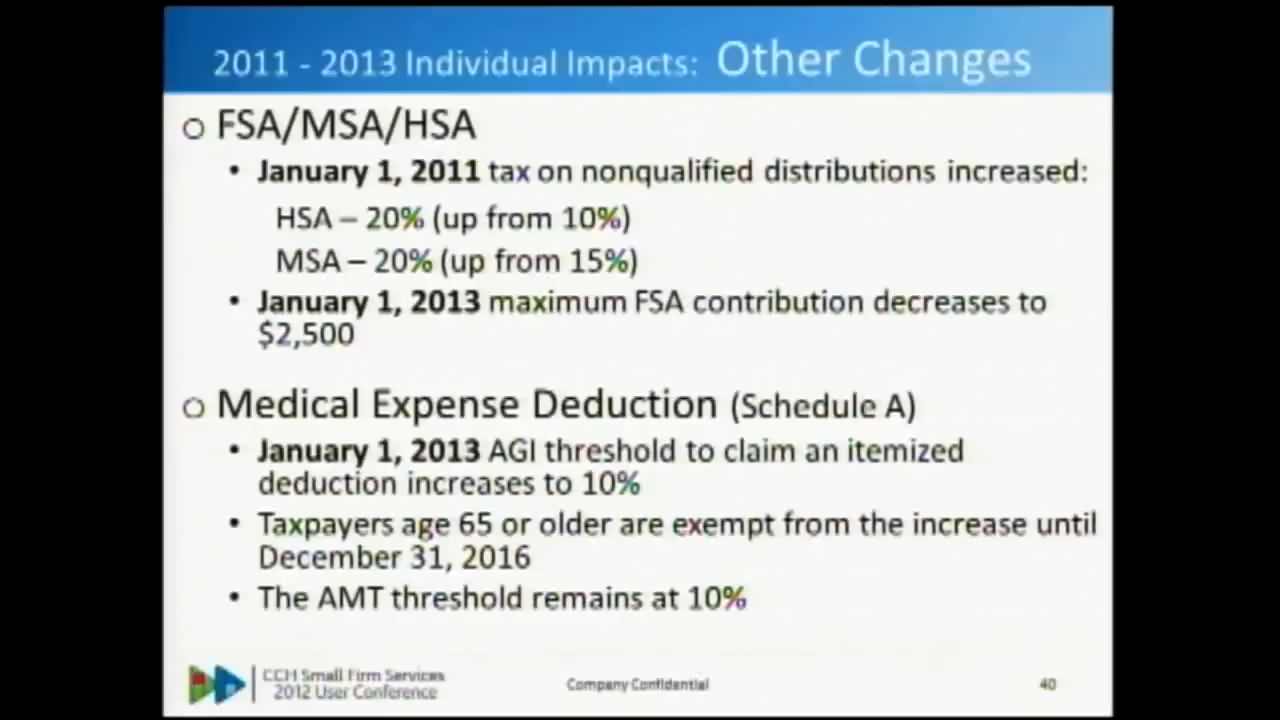 2011 - 2013 Individual Impacts: Other Changes
FSA/MSA/HSA
• January 1, 2011 tax on nonqualified distributions increased:
HSA – 20% (up from 10%)
MSA – 20% (up from 15%)
• January 1, 2013 maximum FSA contribution decreases to
$2,500
Medical Expense Deduction (Schedule A)
• January 1, 2013 AGI threshold to claim an itemized
deduction increases to 10%
• Taxpayers age 65 or older are exempt from the increase until
December 31, 2016
• The AMT threshold remains at 10%
CCH Small Firm Services
2012 User Conference
Company Confidential
40